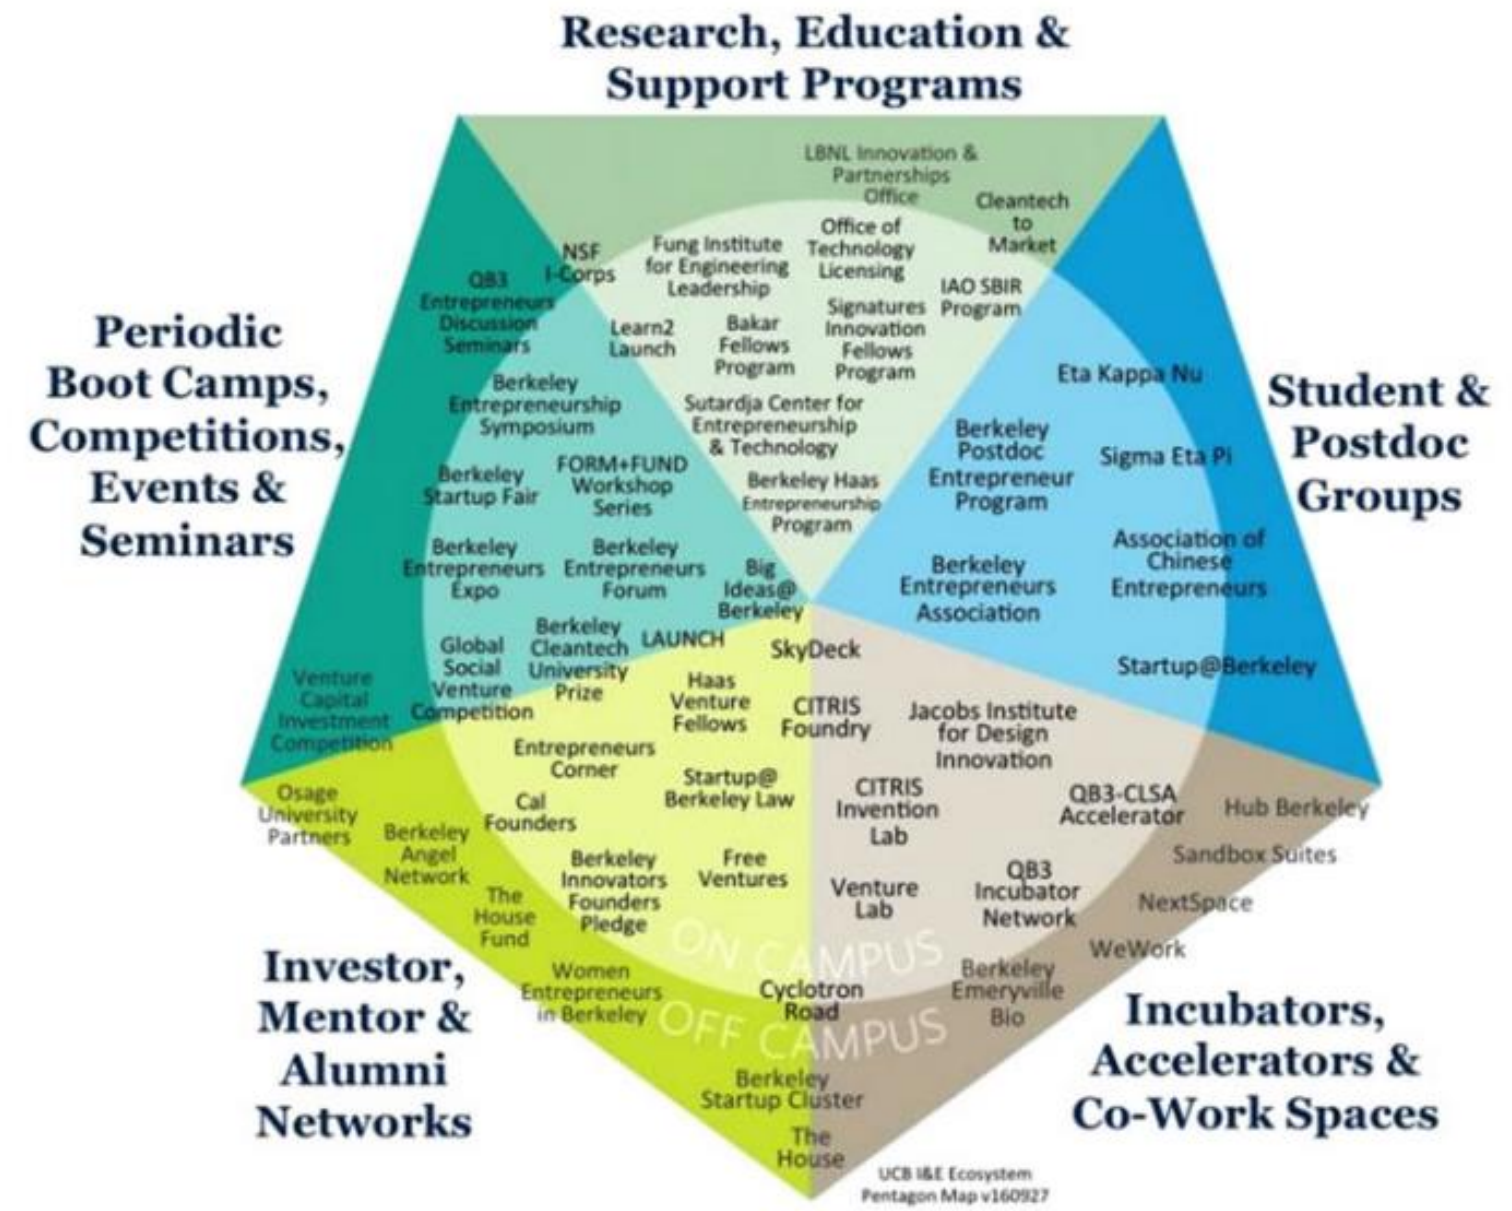 Research, Education &
Support Programs
LBNL Innovation &
Partnerships
Office
Cleantech
to
Market
NSF
I-Corps
Fung Institute
for Engineering
Leadership
Office of
Technology
Licensing
IAO SBIR
Program
Learn2
Launch
Bakar
Fellows
Program
Signatures
Innovation
Fellows
Program
Sutardja Center for
Entrepreneurship
& Technology
Berkeley Haas
Entrepreneurship
Program
Periodic
Boot Camps,
Competitions,
Events &
Seminars
QB3
Entrepreneurs
Discussion
Seminars
Berkeley
Entrepreneurship
Symposium
Berkeley
Startup Fair
FORM+FUND
Workshop
Series
Berkeley
Entrepreneurs
Expo
Berkeley
Entrepreneurs
Forum
Big
Ideas@
Berkeley
Global
Social
Venture
Competition
Berkeley
Cleantech
University
Prize
LAUNCH
Venture
Capital
Investment
Competition
Student &
Postdoc
Groups
Eta Kappa Nu
Berkeley
Postdoc
Entrepreneur
Program
Sigma Eta Pi
Association of
Chinese
Entrepreneurs
Berkeley
Entrepreneurs
Association
Startup@Berkeley
SkyDeck
Haas
Venture
Fellows
CITRIS
Foundry
Jacobs Institute
for Design
Innovation
Entrepreneurs
Corner
Startup@
Berkeley Law
Cal
Founders
CITRIS
Invention
Lab
QB3-CLSA
Accelerator
Hub Berkeley
Osage
University
Partners
Berkeley
Angel
Network
The
House
Fund
Berkeley
Innovators
Founders
Pledge
Free
Ventures
Venture
Lab
QB3
Incubator
Network
Sandbox Suites
NextSpace
WeWork
ON CAMPUS
Women
Entrepreneurs
in Berkeley
Cyclotron
Road
Berkeley
Emeryville
Bio
OFF CAMPUS
Berkeley
Startup Cluster
The
House
Investor,
Mentor &
Alumni
Networks
Incubators,
Accelerators &
Co-Work Spaces
UCB I&E Ecosystem
Pentagon Map v160927